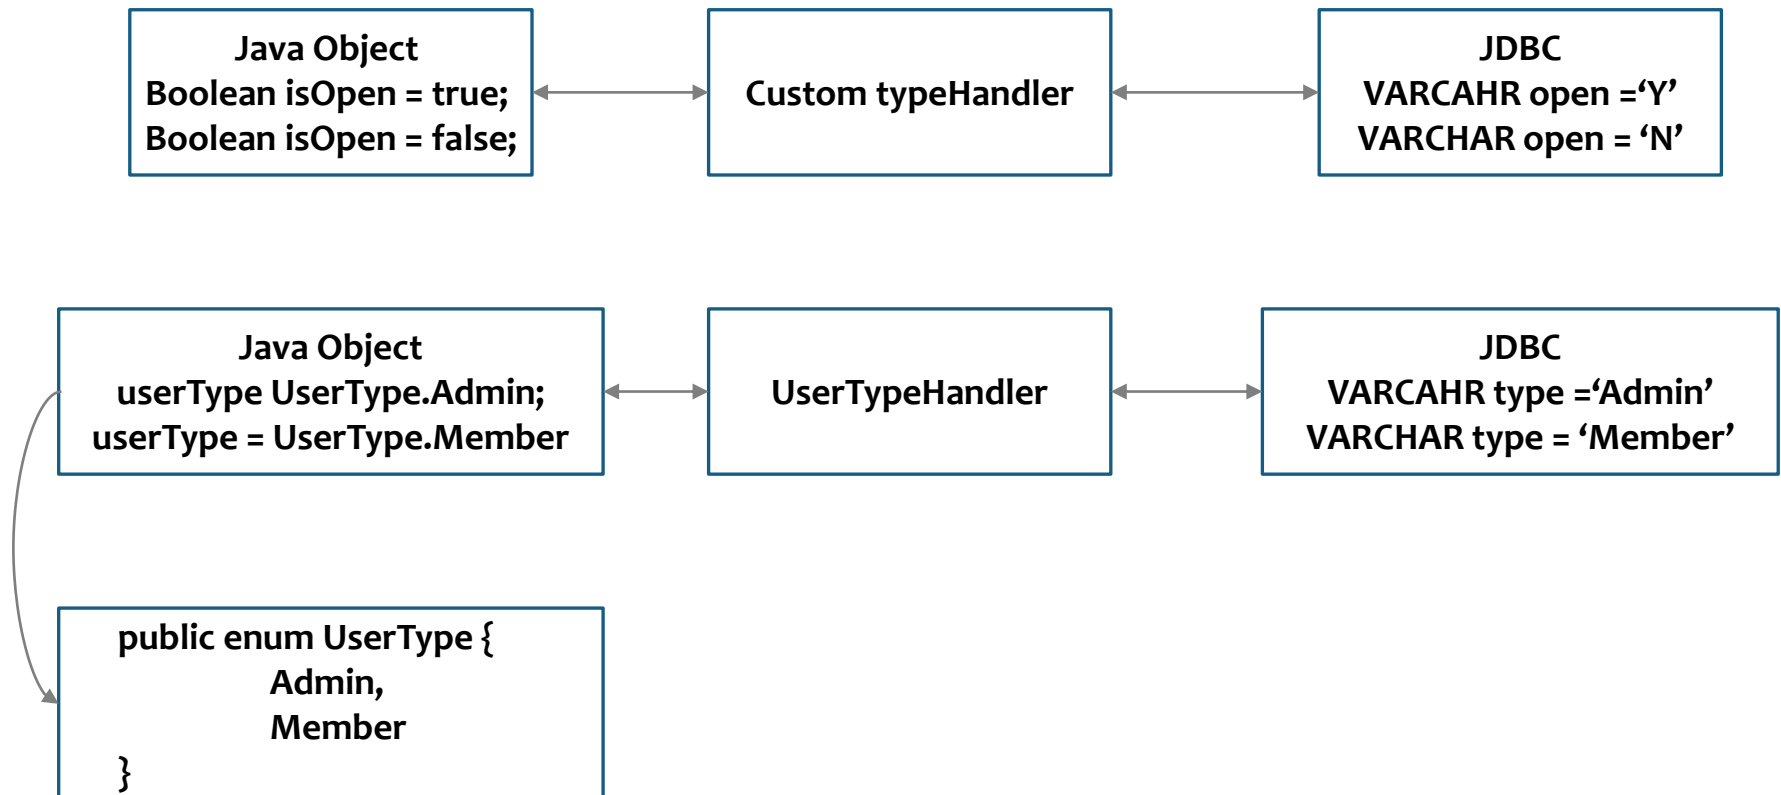 Java Object
Boolean isOpen = true;
Boolean isOpen = false;
Custom typeHandler
JDBC
VARCAHR open =‘Y’
VARCHAR open = ‘N’
Java Object
userType UserType.Admin;
userType = UserType.Member
UserTypeHandler
JDBC
VARCAHR type =‘Admin’
VARCHAR type = ‘Member’
public enum UserType {
Admin,
Member
}